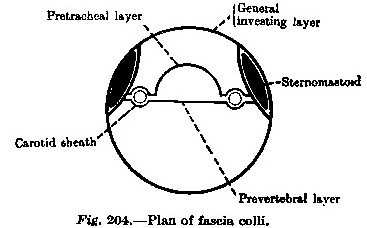 Pretracheal layer
General
investing layer
Sternomastoid
Carotid sheath
Prevertebral layer
Fig. 204.—Plan of fascia colli.